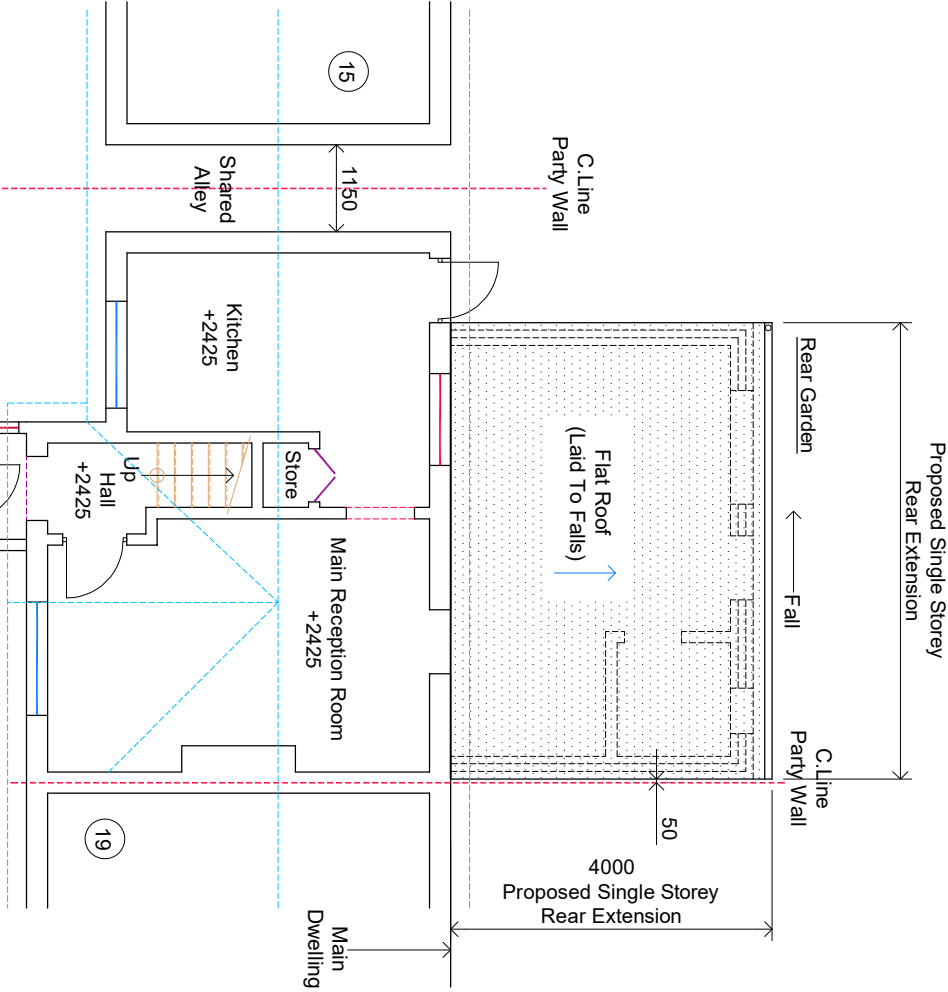 15
C.Line
Party Wall
Shared
Alley
1150
Kitchen
+2425
Rear Garden
Proposed Single Storey
Rear Extension
Flat Roof
(Laid To Falls)
Fall
Store
Up
Hall
+2425
Main Reception Room
+2425
C.Line
Party Wall
50
19
4000
Proposed Single Storey
Rear Extension
Main
Dwelling